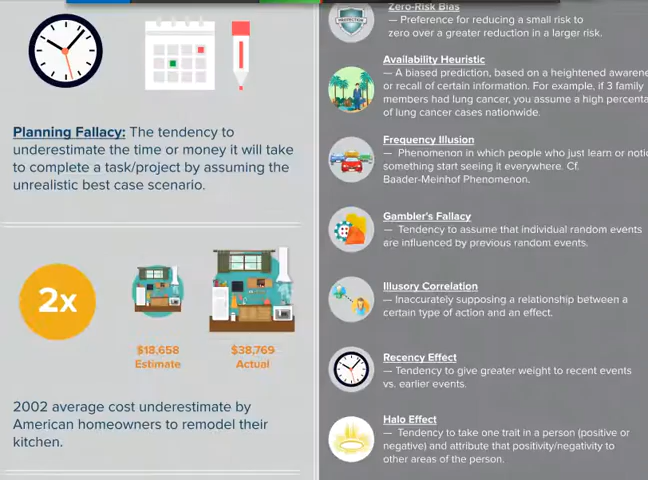 Planning Fallacy: The tendency to
underestimate the time or money it will take
to complete a task/project by assuming the
unrealistic best case scenario.
2x
$18,658
Estimate
$38,769
Actual
2002 average cost underestimate by
American homeowners to remodel their
kitchen.
Zero-Risk Bias
— Preference for reducing a small risk to
zero over a greater reduction in a larger risk.
PROTECTION
Availability Heuristic
— A biased prediction, based on a heightened awarene
or recall of certain information. For example, if 3 family
members had lung cancer, you assume a high percenta
of lung cancer cases nationwide.
Frequency Illusion
— Phenomenon in which people who just learn or notic
something start seeing it everywhere. Cf.
Baader-Meinhof Phenomenon.
Gambler's Fallacy
— Tendency to assume that individual random events
are influenced by previous random events.
Illusory Correlation
— Inaccurately supposing a relationship between a
certain type of action and an effect.
Recency Effect
— Tendency to give greater weight to recent events
vs. earlier events.
Halo Effect
— Tendency to take one trait in a person (positive or
negative) and attribute that positivity/negativity to
other areas of the person.